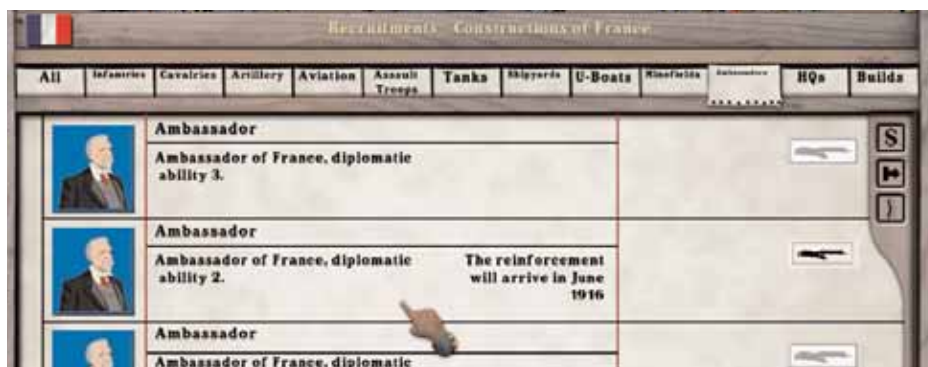 Recruitments - Constructions of France
All
Infantries
Cavalries
Artillery
Aviation
Assault
Troops
Tanks
Shipyards
U-Boats
Minefields
Ambassadors
HQs
Builds
Ambassador
Ambassador of France, diplomatic
ability 3.
S
Ambassador
Ambassador of France, diplomatic
ability 2.
The reinforcement
will arrive in June
1916
Ambassador
Ambassador of France, diplomatic